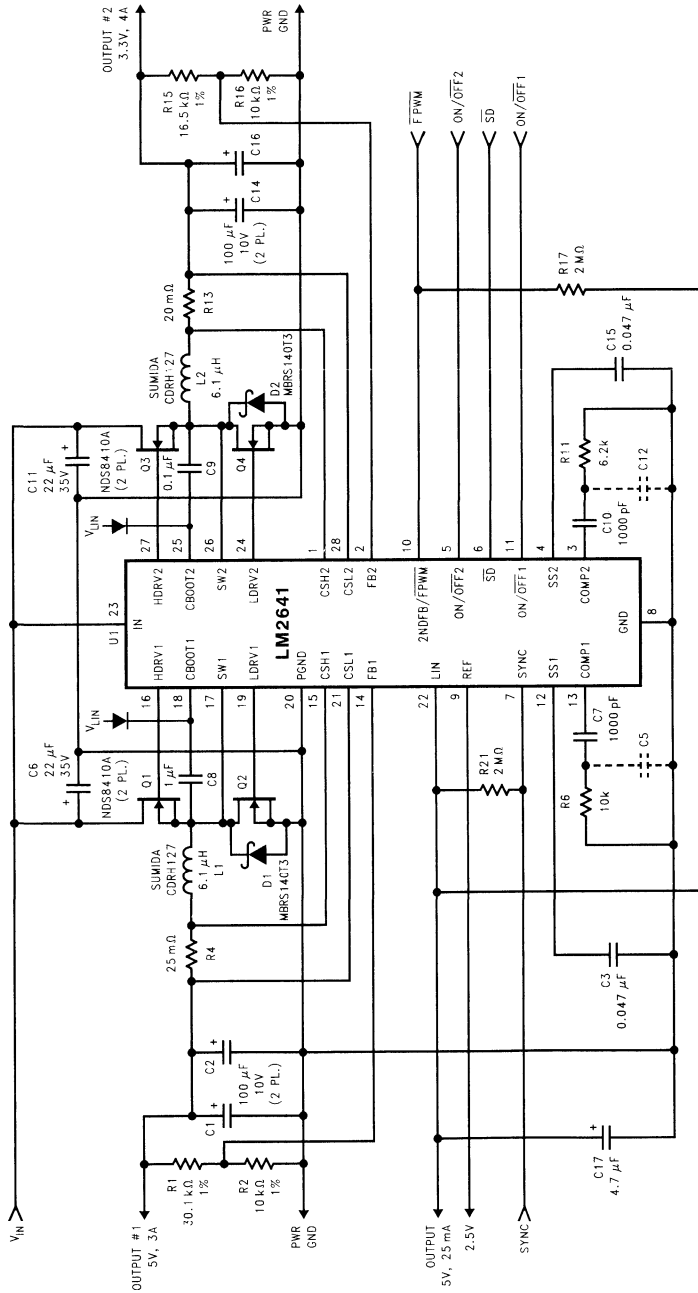 V_IN
OUTPUT #1
5V, 3A
R1
30.1 kΩ
1%
R2
10kΩ
1%
PWR
GND
C1
C2
100 µF
10V
(2 PL.)
25 mΩ
R4
SUMIDA
CDRH127
6.1 µH
L1
D1
MBRS140T3
C6
22 µF
35V
NDS8410A
(2 PL.)
Q1
1 µF
C8
Q2
V_LIN
16
18
17
19
20
15
21
14
22
9
7
12
13
U1
23
IN
LM2641
HDRV1
CBOOT1
SW1
LDRV1
PGND
CSH1
CSL1
FB1
LIN
REF
SYNC
SS1
COMP1
GND
8
HDRV2
CBOOT2
SW2
LDRV2
CSH2
CSL2
FB2
2NDFB/FPWM
ON/OFF2
SD
ON/OFF1
SS2
COMP2
27
25
26
24
1
28
2
10
5
6
11
4
3
V_LIN
C11
22 µF
35V
NDS8410A
(2 PL.)
Q3
0.1 µF
C9
Q4
SUMIDA
CDRH127
L2
6.1 µH
D2
MBRS140T3
20 mΩ
R13
100 µF
10V
(2 PL.)
C14
C16
OUTPUT #2
3.3V, 4A
R15
16.5 kΩ
1%
R16
10 kΩ
1%
PWR
GND
FPWM
ON/OFF2
SD
ON/OFF1
R17
2 MΩ
C15
0.047 µF
R11
6.2k
C12
C10
1000 pF
OUTPUT
5V, 25 mA
2.5V
SYNC
R21
2 MΩ
C7
1000 pF
C5
R6
10k
C3
0.047 µF
C17
4.7 µF